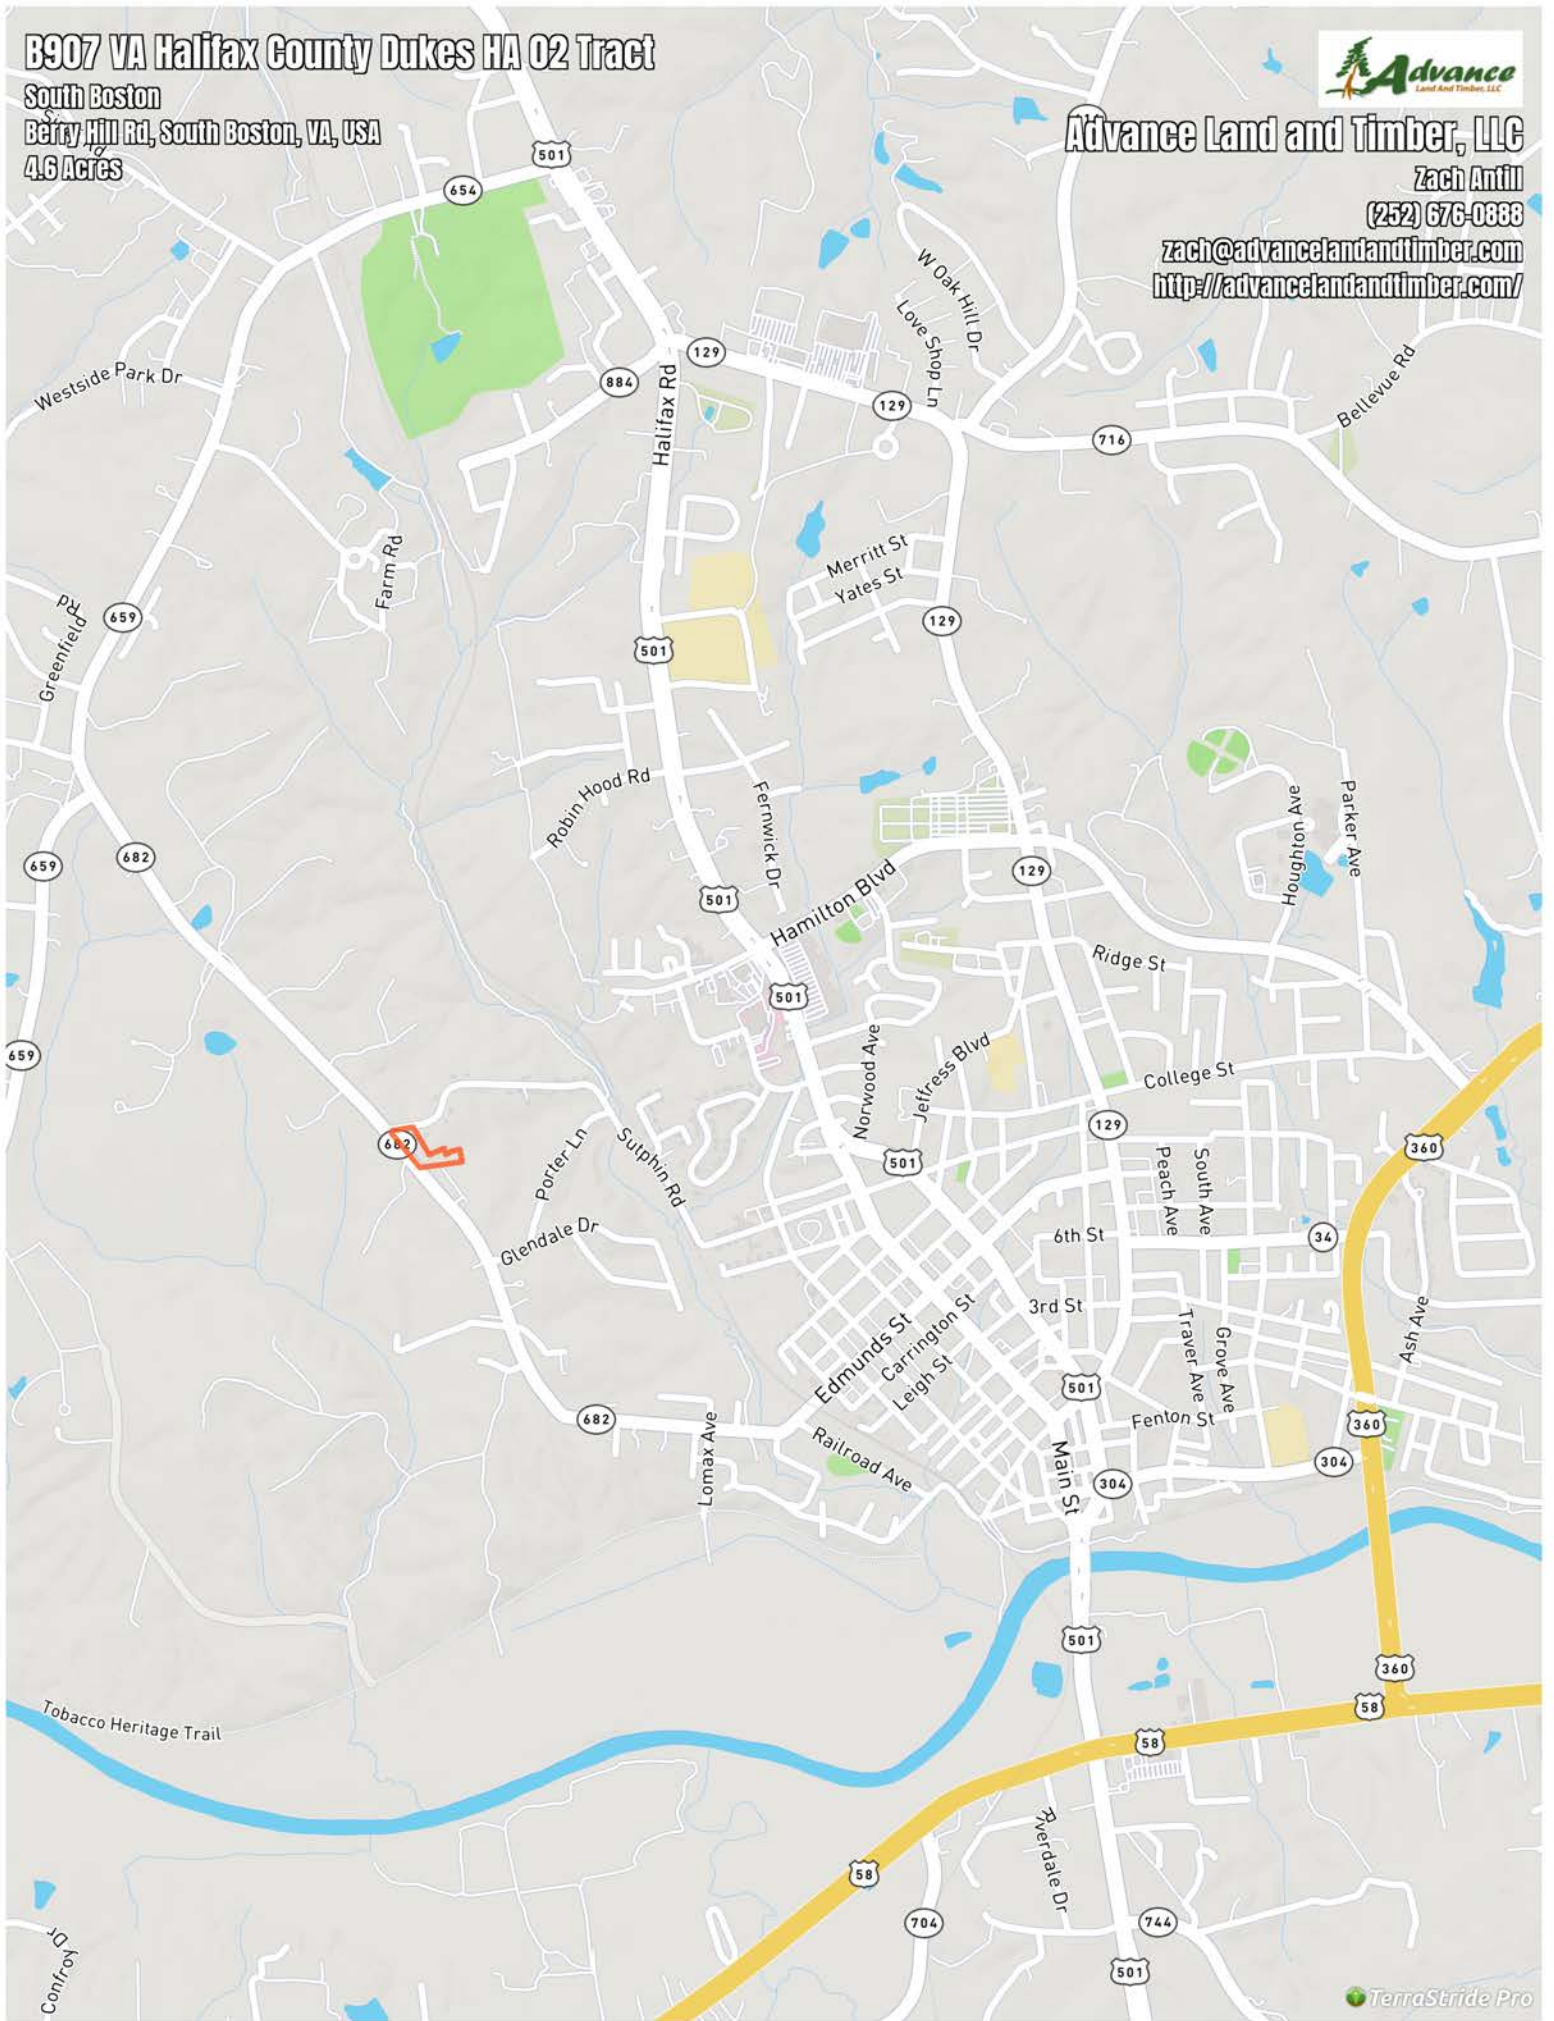 B907 VA Halifax County Dukes HA 02 Tract
South Boston
Berry Hill Rd, South Boston, VA, USA
4.6 Acres
Advance
Land And Timber, LLC
Advance Land and Timber, LLC
Zach Antill
(252) 676-0888
zach@advancelandandtimber.com
http://advancelandandtimber.com/
501
654
W Oak Hill Dr
Love Shop Ln
129
884
Halifax Rd
129
716
Bellevue Rd
Westside Park Dr
Farm Rd
Merritt St
Yates St
Greenfield Rd
659
129
501
Robin Hood Rd
Fernwick Dr
Houghton Ave
Parker Ave
659
682
129
501
Hamilton Blvd
Ridge St
501
659
Norwood Ave
Jeffress Blvd
College St
682
Porter Ln
Sutphin Rd
129
501
360
Peach Ave
South Ave
Glendale Dr
6th St
34
3rd St
Edmunds St
Carrington St
Leigh St
Traver Ave
Grove Ave
Ash Ave
501
682
Lomax Ave
Fenton St
360
Railroad Ave
Main St
304
304
501
360
58
Tobacco Heritage Trail
58
Riverdale Dr
58
704
744
501
Confroy Dr
TerraStride Pro